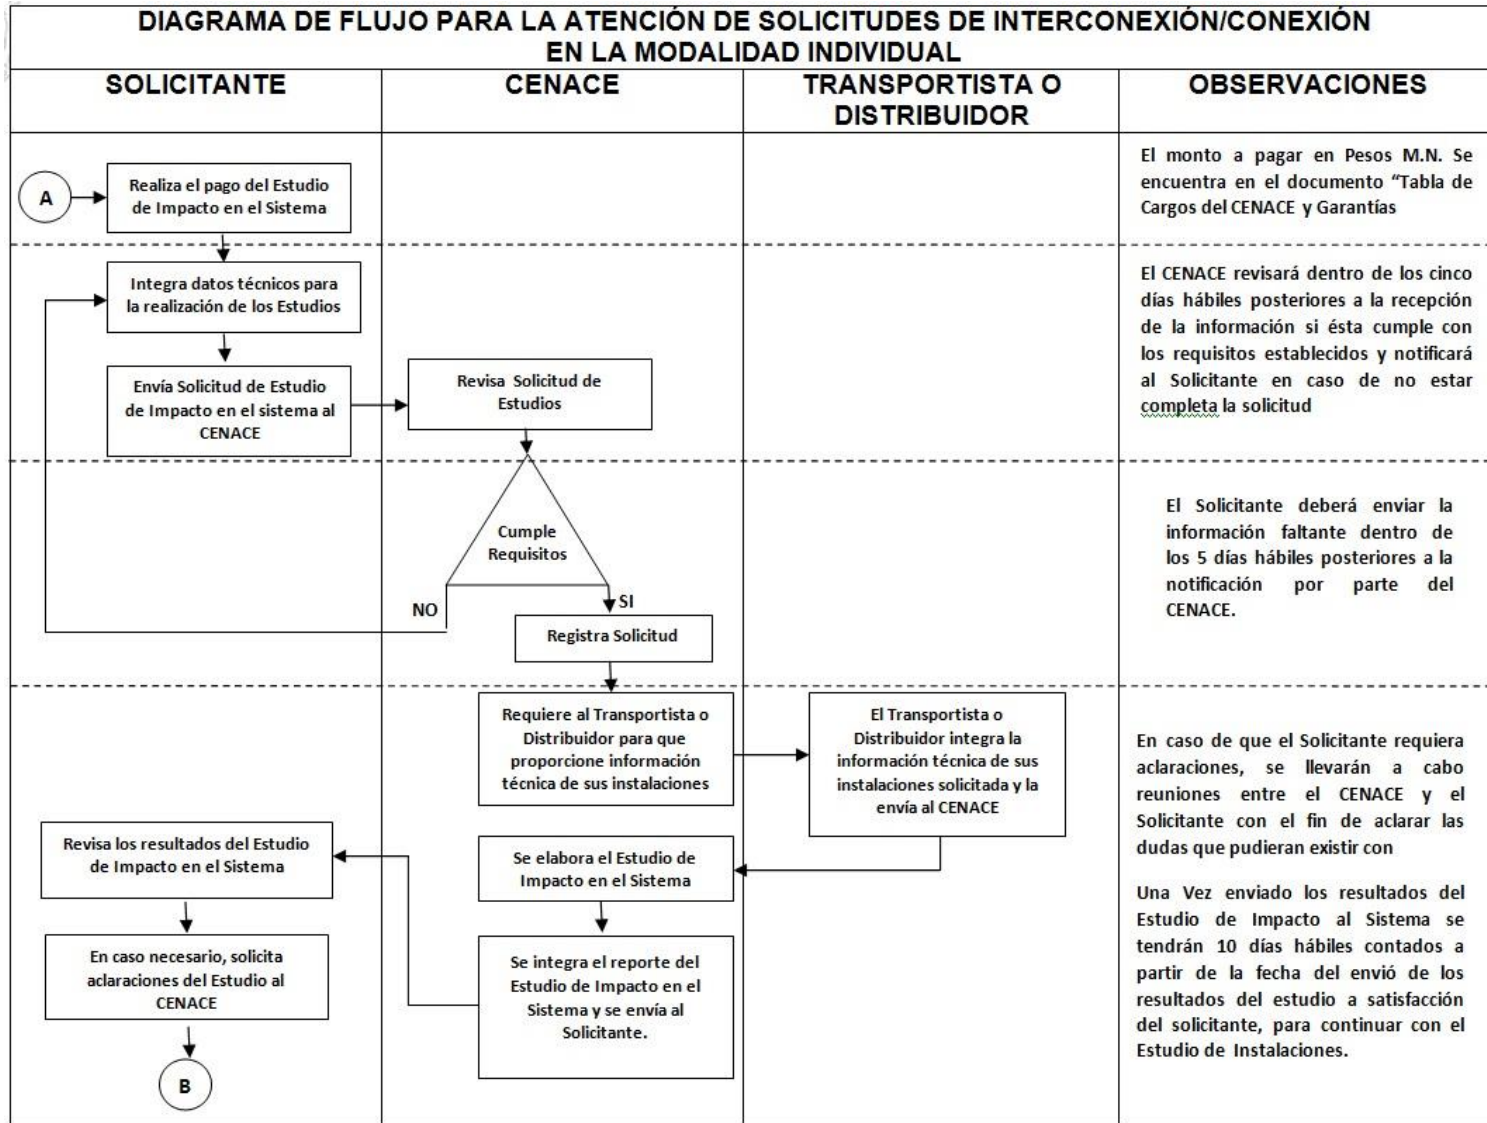 DIAGRAMA DE FLUJO PARA LA ATENCIÓN DE SOLICITUDES DE INTERCONEXIÓN/CONEXIÓN
EN LA MODALIDAD INDIVIDUAL
SOLICITANTE
CENACE
TRANSPORTISTA O
DISTRIBUIDOR
OBSERVACIONES
A
Realiza el pago del Estudio
de Impacto en el Sistema
El monto a pagar en Pesos M.N. Se
encuentra en el documento “Tabla de
Cargos del CENACE y Garantías
Integra datos técnicos para
la realización de los Estudios
Envía Solicitud de Estudio
de Impacto en el sistema al
CENACE
Revisa Solicitud de
Estudios
El CENACE revisará dentro de los cinco
días hábiles posteriores a la recepción
de la información si ésta cumple con
los requisitos establecidos y notificará
al Solicitante en caso de no estar
completa la solicitud
Cumple
Requisitos
NO
SI
Registra Solicitud
El Solicitante deberá enviar la
información faltante dentro de
los 5 días hábiles posteriores a la
notificación por parte del
CENACE.
Requiere al Transportista o
Distribuidor para que
proporcione información
técnica de sus instalaciones
El Transportista o
Distribuidor integra la
información técnica de sus
instalaciones solicitada y la
envía al CENACE
Revisa los resultados del Estudio
de Impacto en el Sistema
Se elabora el Estudio de
Impacto en el Sistema
En caso necesario, solicita
aclaraciones del Estudio al
CENACE
Se integra el reporte del
Estudio de Impacto en el
Sistema y se envía al
Solicitante.
B
En caso de que el Solicitante requiera
aclaraciones, se llevarán a cabo
reuniones entre el CENACE y el
Solicitante con el fin de aclarar las
dudas que pudieran existir con
Una Vez enviado los resultados del
Estudio de Impacto al Sistema se
tendrán 10 días hábiles contados a
partir de la fecha del envió de los
resultados del estudio a satisfacción
del solicitante, para continuar con el
Estudio de Instalaciones.